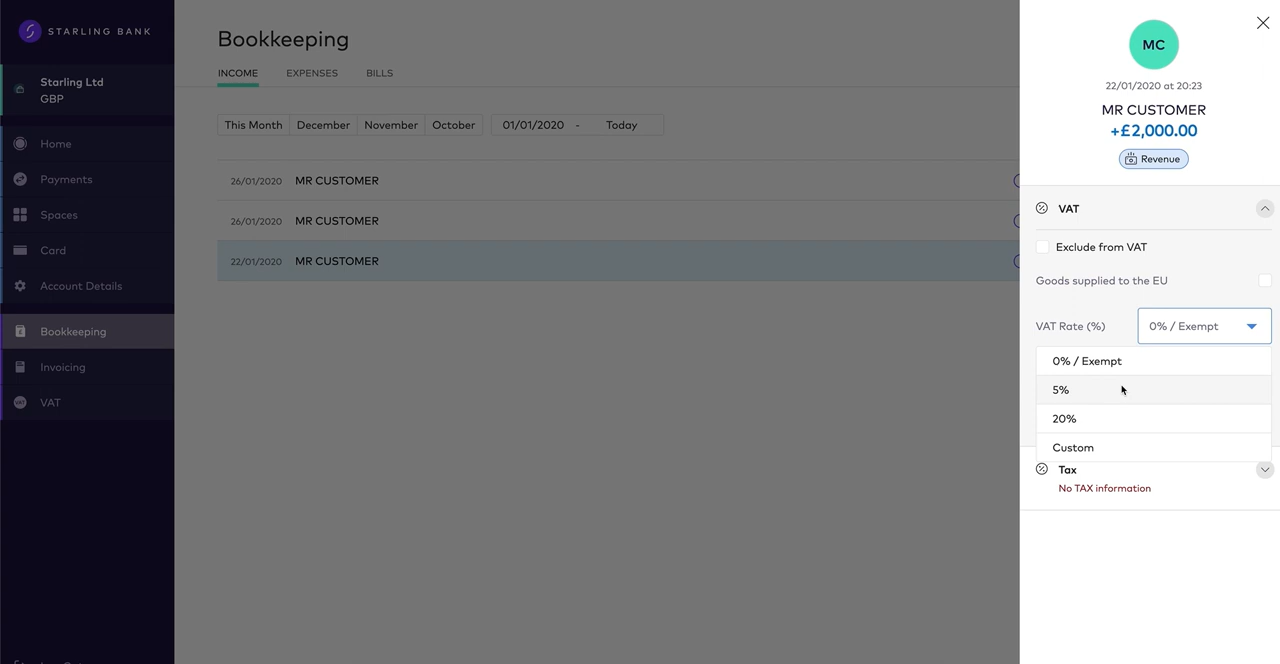 STARLING BANK
Starling Ltd
GBP
Home
Payments
Spaces
Card
Account Details
Bookkeeping
Invoicing
VAT
Bookkeeping
INCOME EXPENSES BILLS
This Month December November October 01/01/2020 - Today
26/01/2020 MR CUSTOMER
26/01/2020 MR CUSTOMER
22/01/2020 MR CUSTOMER
MC
22/01/2020 at 20:23
MR CUSTOMER
+£2,000.00
Revenue
VAT
Exclude from VAT
Goods supplied to the EU
VAT Rate (%) 0% / Exempt
0% / Exempt
5%
20%
Custom
Tax
No TAX information